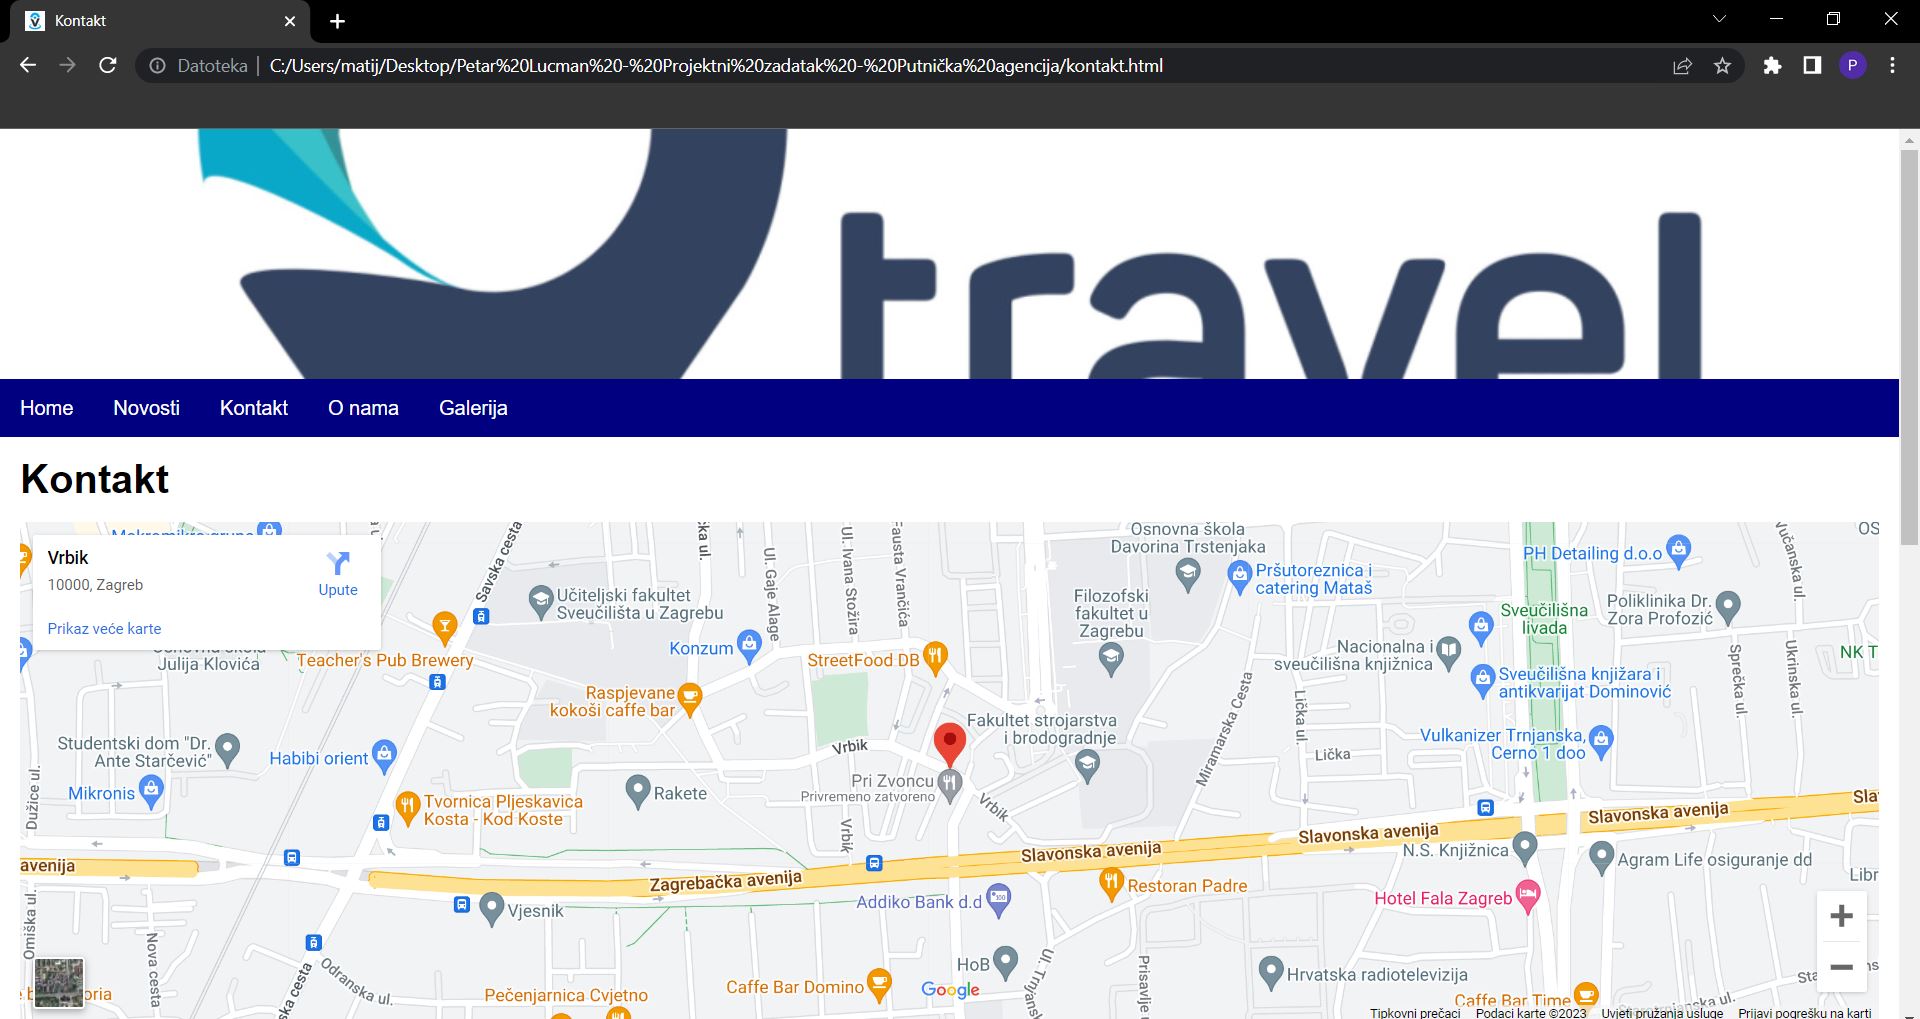 Kontakt
Datoteka
C:/Users/matij/Desktop/Petar%20Lucman%20-%20Projektni%20zadatak%20-%20Putnička%20agencija/kontakt.html
P
travel
Home
Novosti
Kontakt
O nama
Galerija
Kontakt
Vrbik
10000, Zagreb
Upute
Prikaz veće karte
Savska cesta
ul. Gaje Alage
Ul. Ivana Stožira
Fausta Vrančića
Osnovna škola
Davorina Trstenjaka
PH Detailing d.o.o
Učiteljski fakultet
Sveučilišta u Zagrebu
Pršutoreznica i
catering Mataš
Filozofski
fakultet u
Zagrebu
Sveučilišna
livada
Poliklinika Dr.
Zora Profozić
Julija Klovića
Teacher's Pub Brewery
Konzum
StreetFood DB
Nacionalna i
sveučilišna knjižnica
Sveučilišna knjižara i
antikvarijat Dominović
Sprečka ul.
Ukrinska ul.
NK T
Raspjevane
kokoši caffe bar
Miramarska Cesta
Lička ul.
Fakultet strojarstva
i brodogradnje
Studentski dom "Dr.
Ante Starčević"
Habibi orient
Vrbik
Lička
Vulkanizer Trnjanska,
Cerno 1 doo
Mikronis
Dužice ul.
Rakete
Pri Zvoncu
Privremeno zatvoreno
Vrbik
Vrbik
Tvornica Pljeskavica
Kosta - Kod Koste
Slavonska avenija
Slavonska avenija
Slavonska avenija
Sla
avenija
Zagrebačka avenija
N.S. Knjižnica
Agram Life osiguranje dd
Libr
Restoran Padre
Addiko Bank d.d
Hotel Fala Zagreb
Vjesnik
Omiška ul.
Nova cesta
Odranska ul.
HoB
Hrvatska radiotelevizija
Pečenjarnica Cvjetno
Caffe Bar Domino
Google
Caffe Bar Time
Tipkovni prečaci
Podaci karte ©2023
Uvjeti pružanja usluge
Prijavi pogrešku na karti